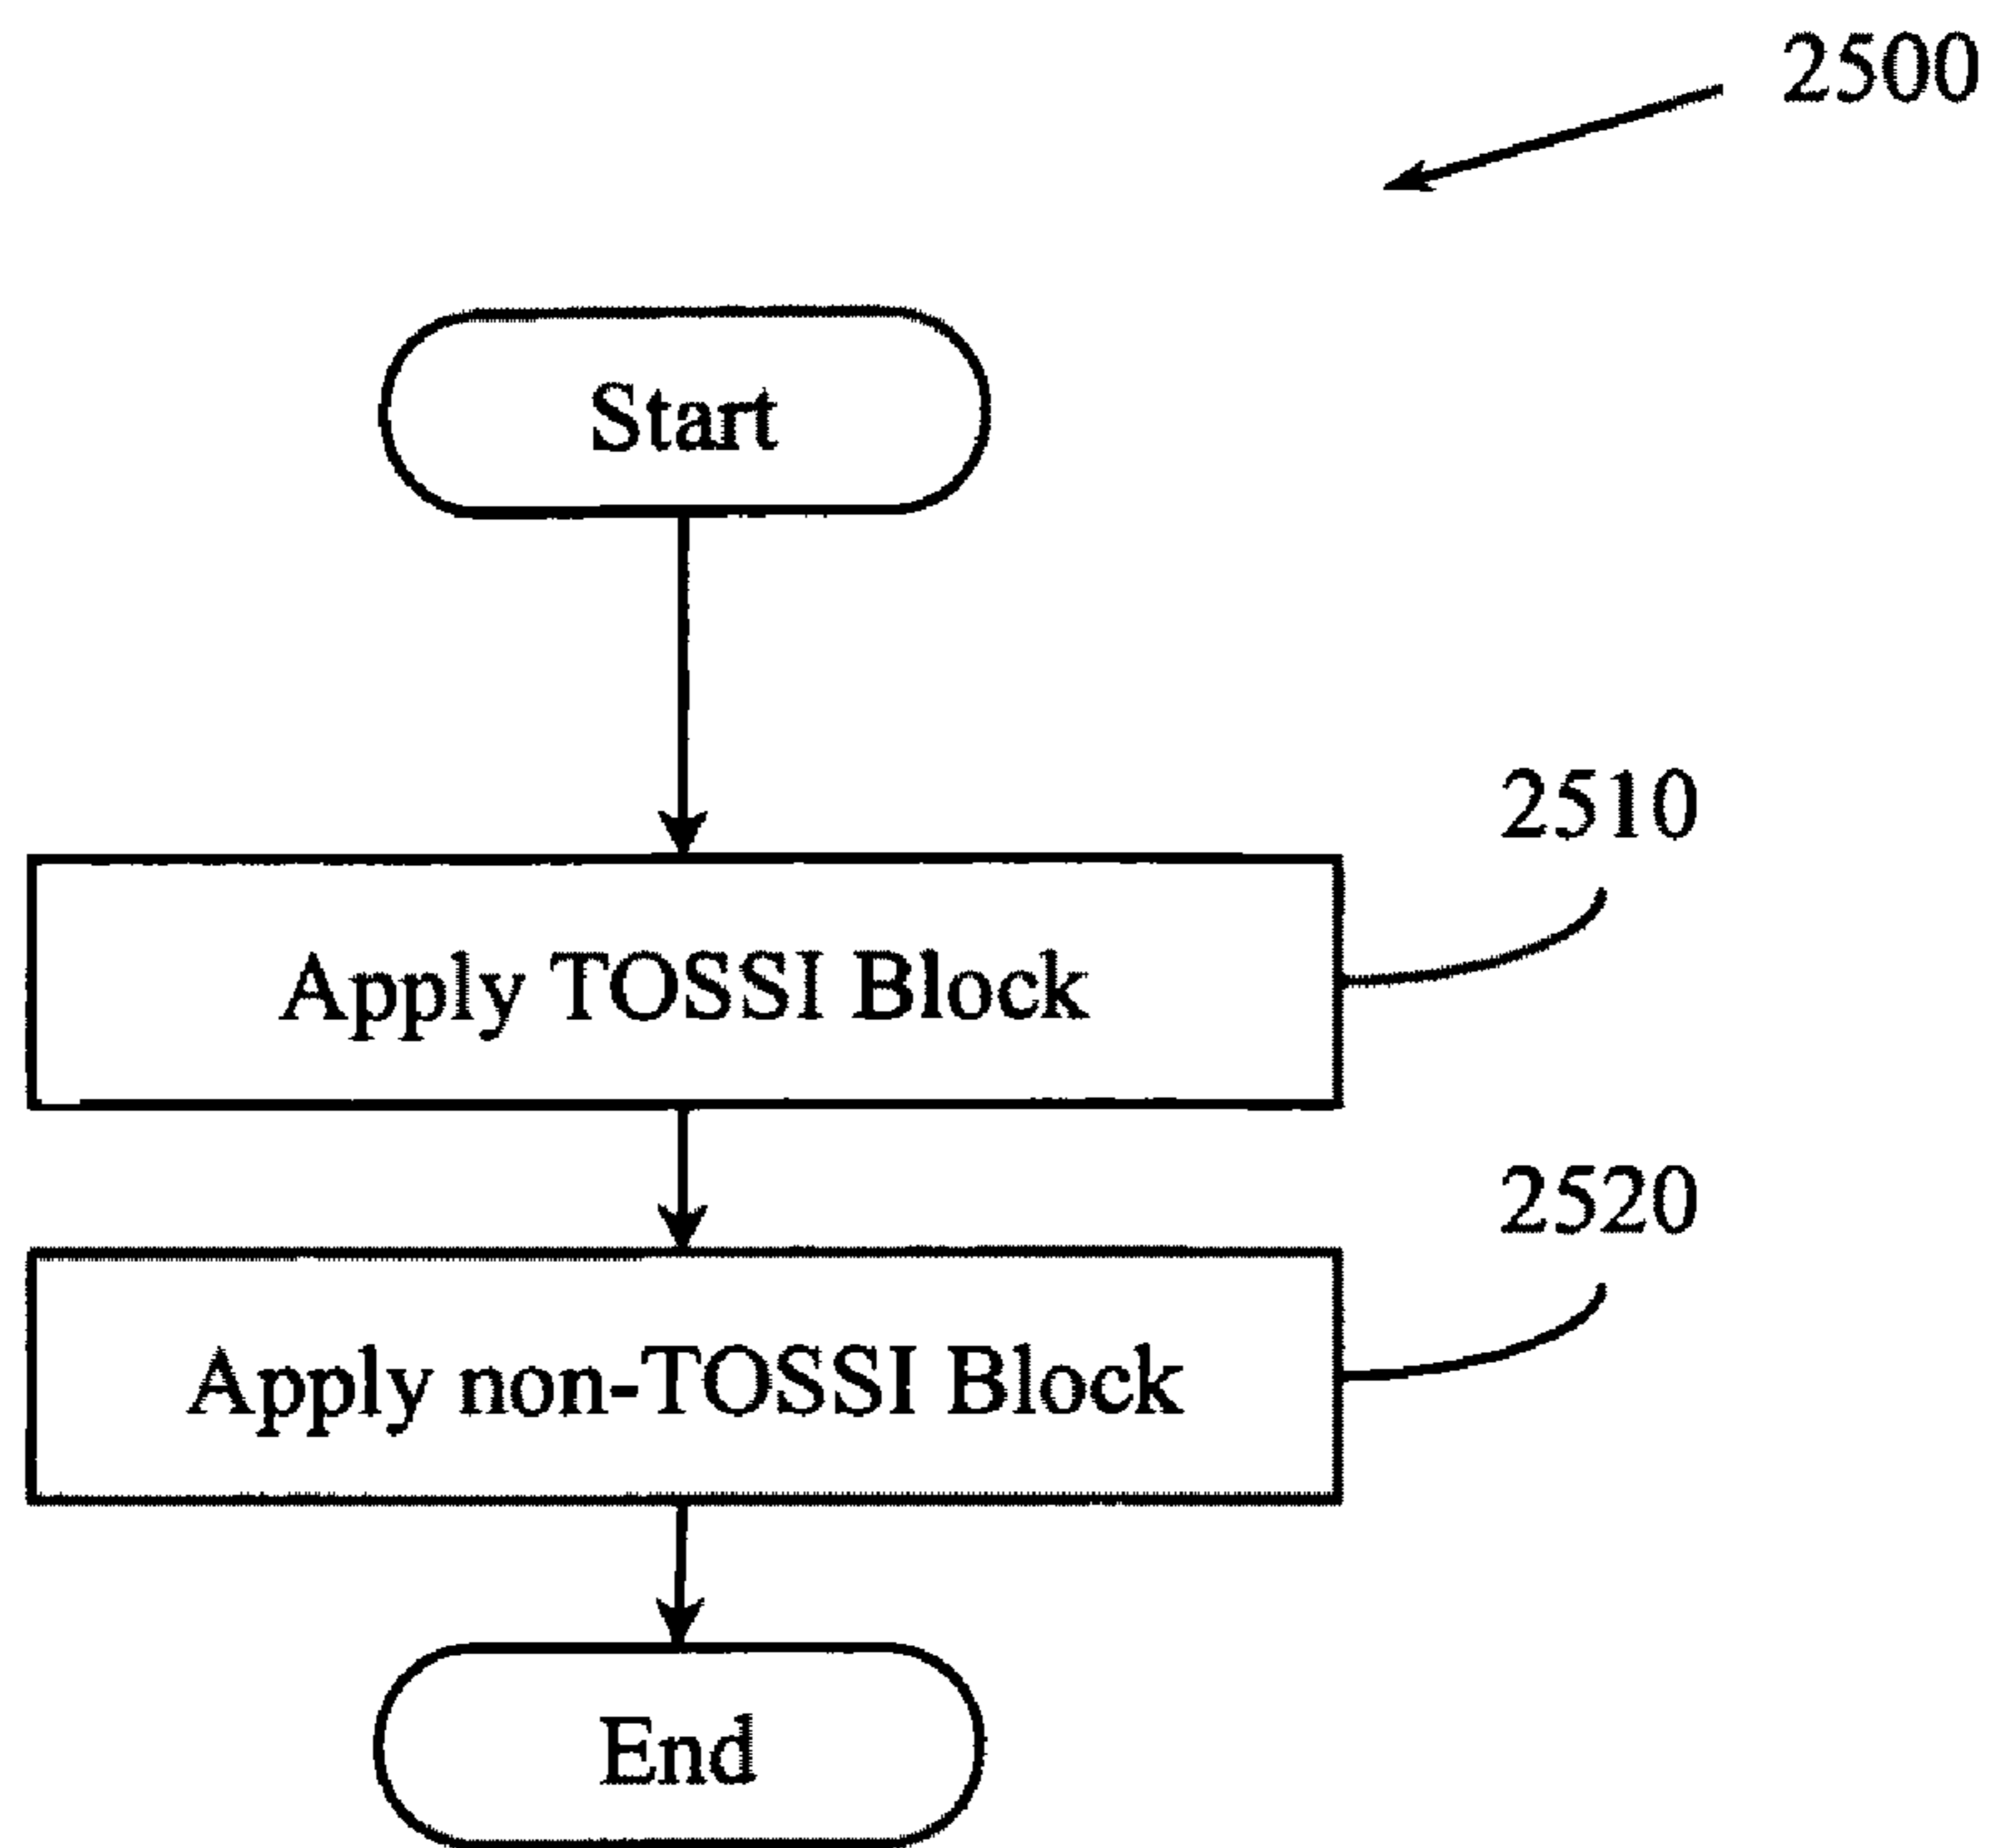 2500
Start
2510
Apply TOSSI Block
2520
Apply non-TOSSI Block
End